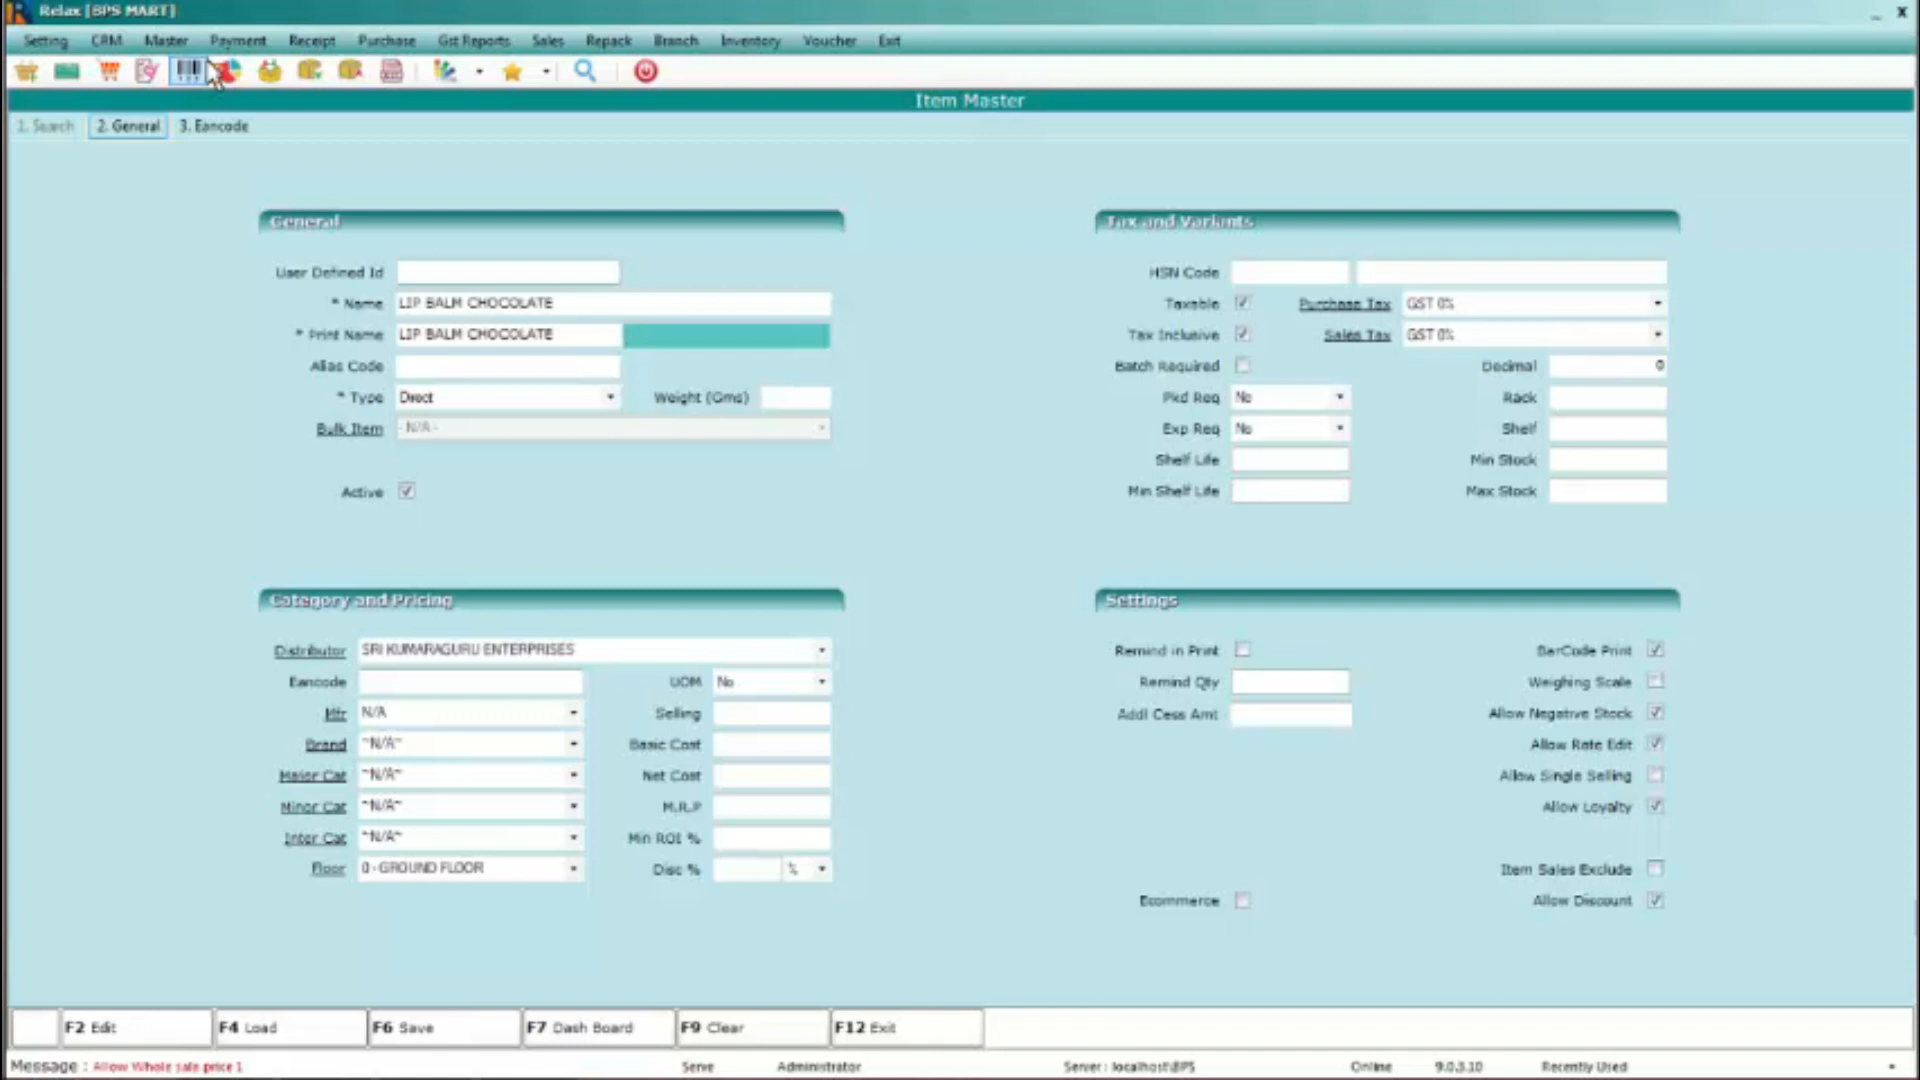 Relax [BPS MART]
Setting CRM Master Payment Receipt Purchase Gst Reports Sales Repack Branch Inventory Voucher Exit
Item Master
1. Search 2. General 3. Eancode
General
User Defined Id
* Name LIP BALM CHOCOLATE
* Print Name LIP BALM CHOCOLATE
Alias Code
* Type Direct Weight (Gms)
Bulk Item - N/A -
Active
Tax and Variants
HSN Code
Taxable Purchase Tax GST 0%
Tax Inclusive Sales Tax GST 0%
Batch Required Decimal 0
Pkd Req No Rack
Exp Req No Shelf
Shelf Life Min Stock
Min Shelf Life Max Stock
Category and Pricing
Distributor SRI KUMARAGURU ENTERPRISES
Eancode UOM No
Mfr N/A Selling
Brand ~N/A~ Basic Cost
Major Cat ~N/A~ Net Cost
Minor Cat ~N/A~ M.R.P
Inter Cat ~N/A~ Min ROI %
Floor 0 - GROUND FLOOR Disc % %
Settings
Remind in Print BarCode Print
Remind Qty Weighing Scale
Addl Cess Amt Allow Negative Stock
Allow Rate Edit
Allow Single Selling
Allow Loyalty
Item Sales Exclude
Ecommerce Allow Discount
F2 Edit F4 Load F6 Save F7 Dash Board F9 Clear F12 Exit
Message : Allow Whole sale price 1 Serve Administrator Server : localhost\BPS Online 9.0.3.10 Recently Used